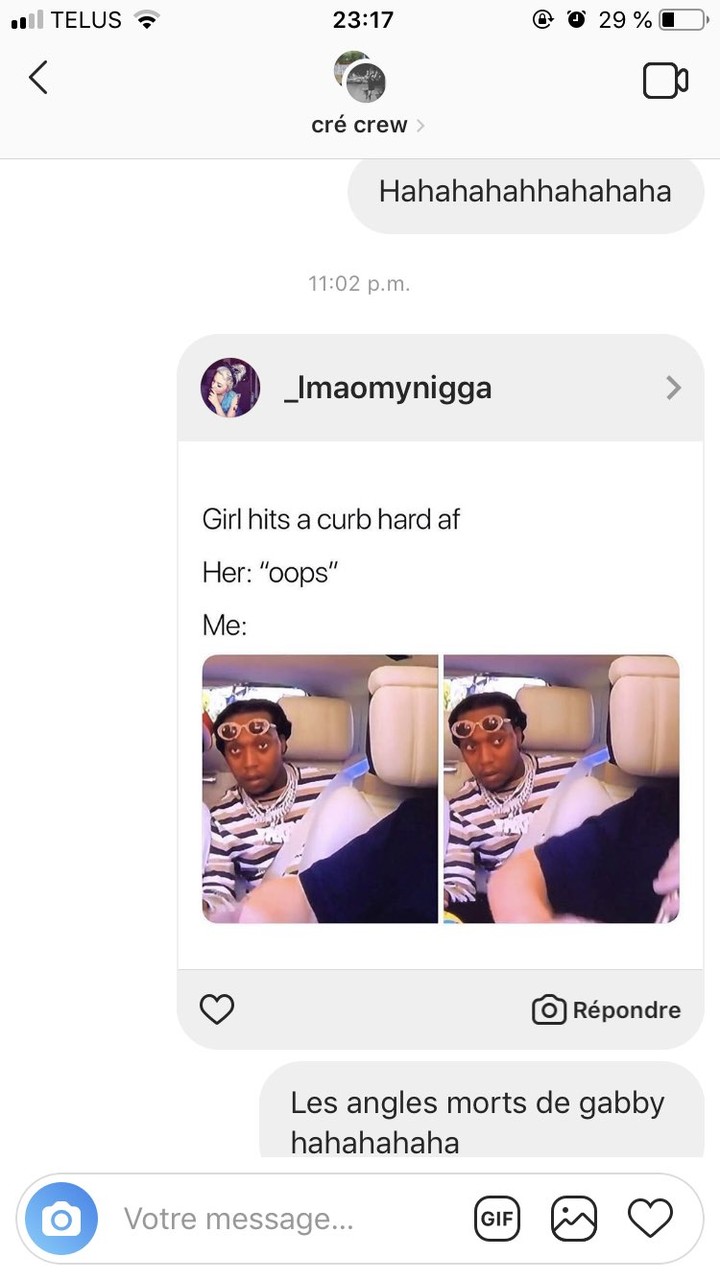 TELUS 23:17 29 %
cré crew
Hahahahahhahahaha
11:02 p.m.
_lmaomynigga
Girl hits a curb hard af
Her: “oops”
Me:
Répondre
Les angles morts de gabby
hahahahaha
Votre message...
GIF